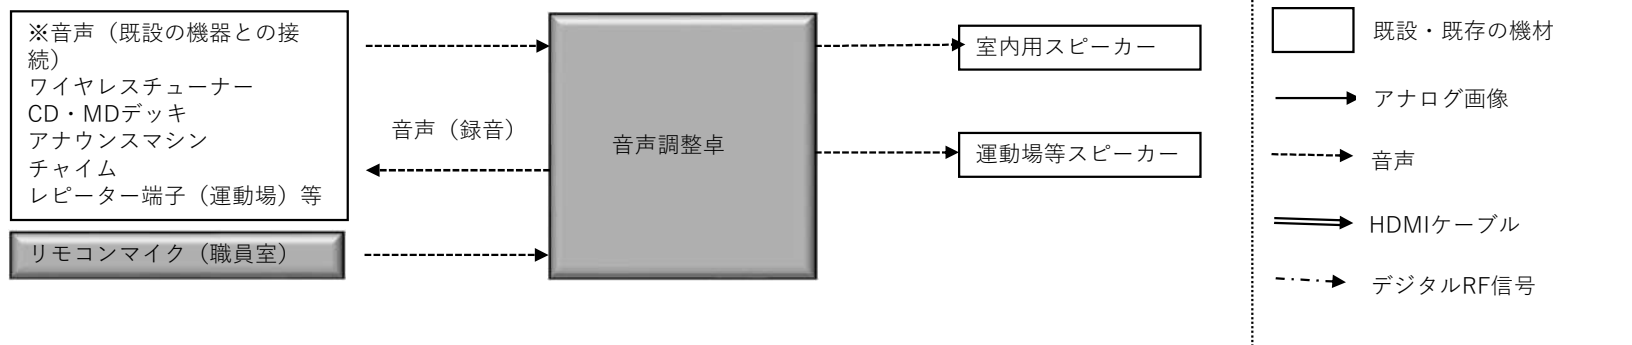 ※音声（既設の機器との接
続）
ワイヤレスチューナー
CD・MDデッキ
アナウンスマシン
チャイム
レピーター端子（運動場）等
リモコンマイク（職員室）
音声（録音）
音声調整卓
室内用スピーカー
運動場等スピーカー
既設・既存の機材
アナログ画像
音声
HDMIケーブル
デジタルRF信号